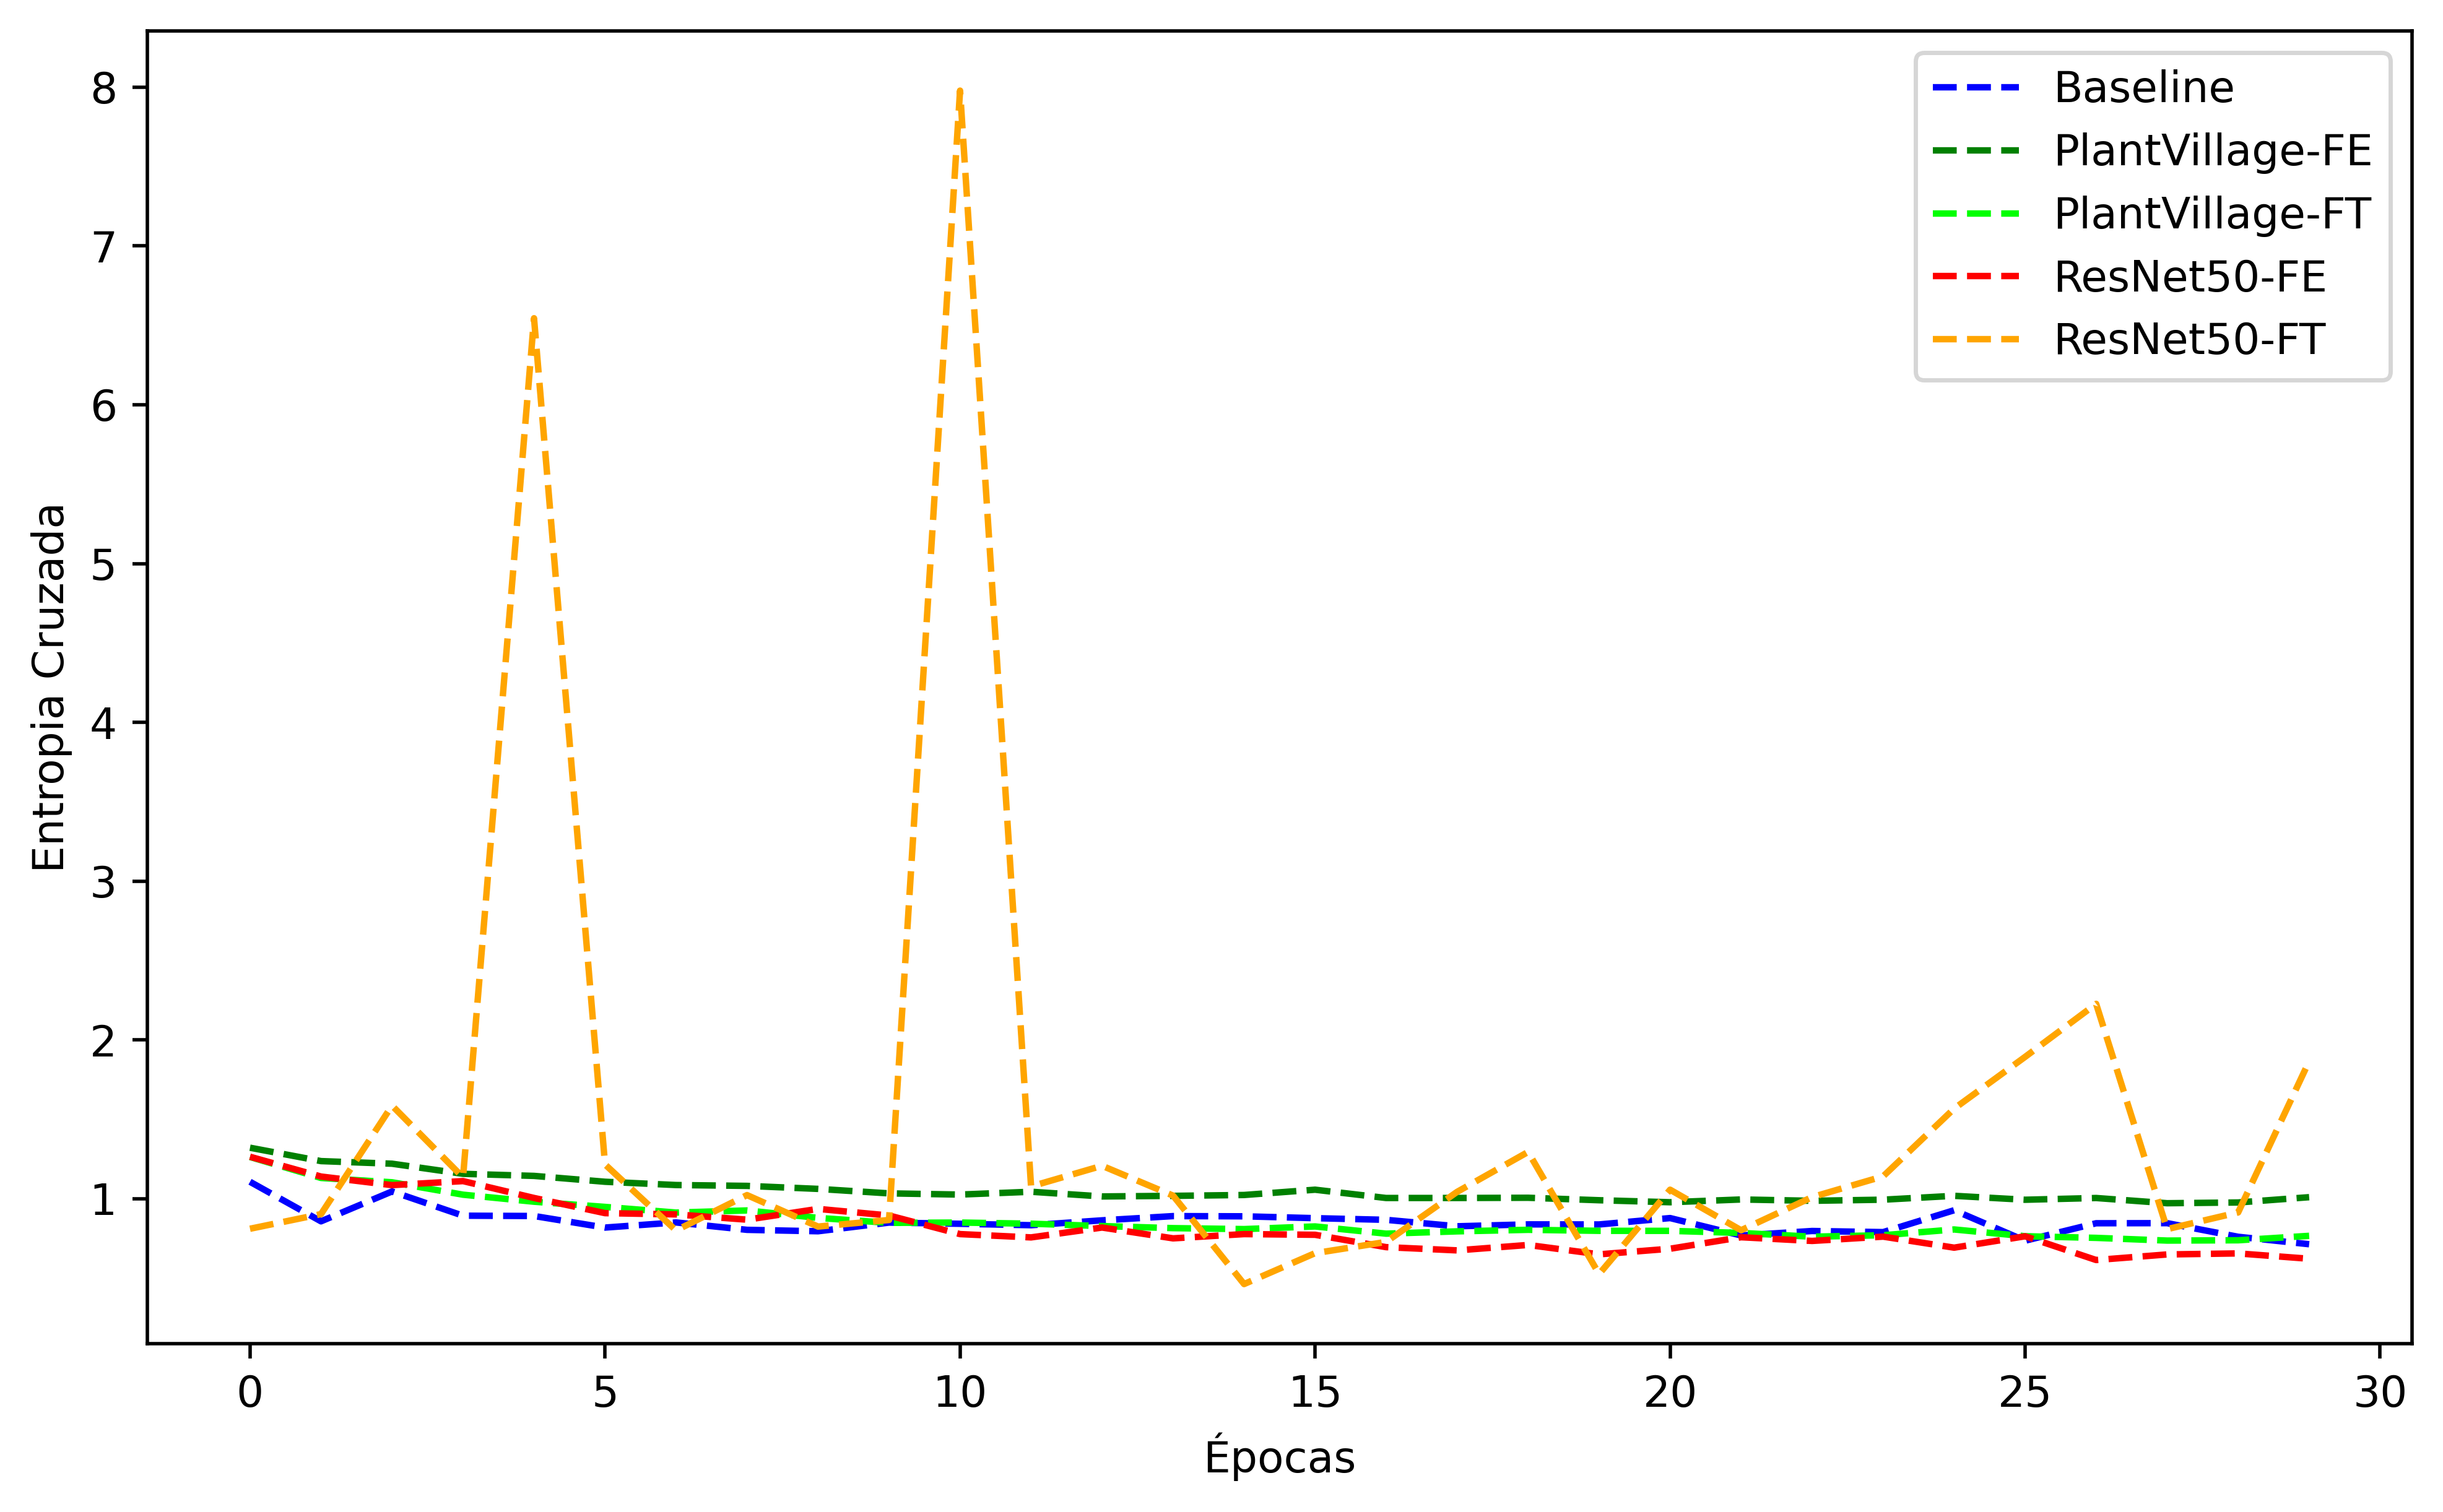 8
7
6
5
4
3
2
1
Entropia Cruzada
Baseline
PlantVillage-FE
PlantVillage-FT
ResNet50-FE
ResNet50-FT
0 5 10 15 20 25 30
Épocas